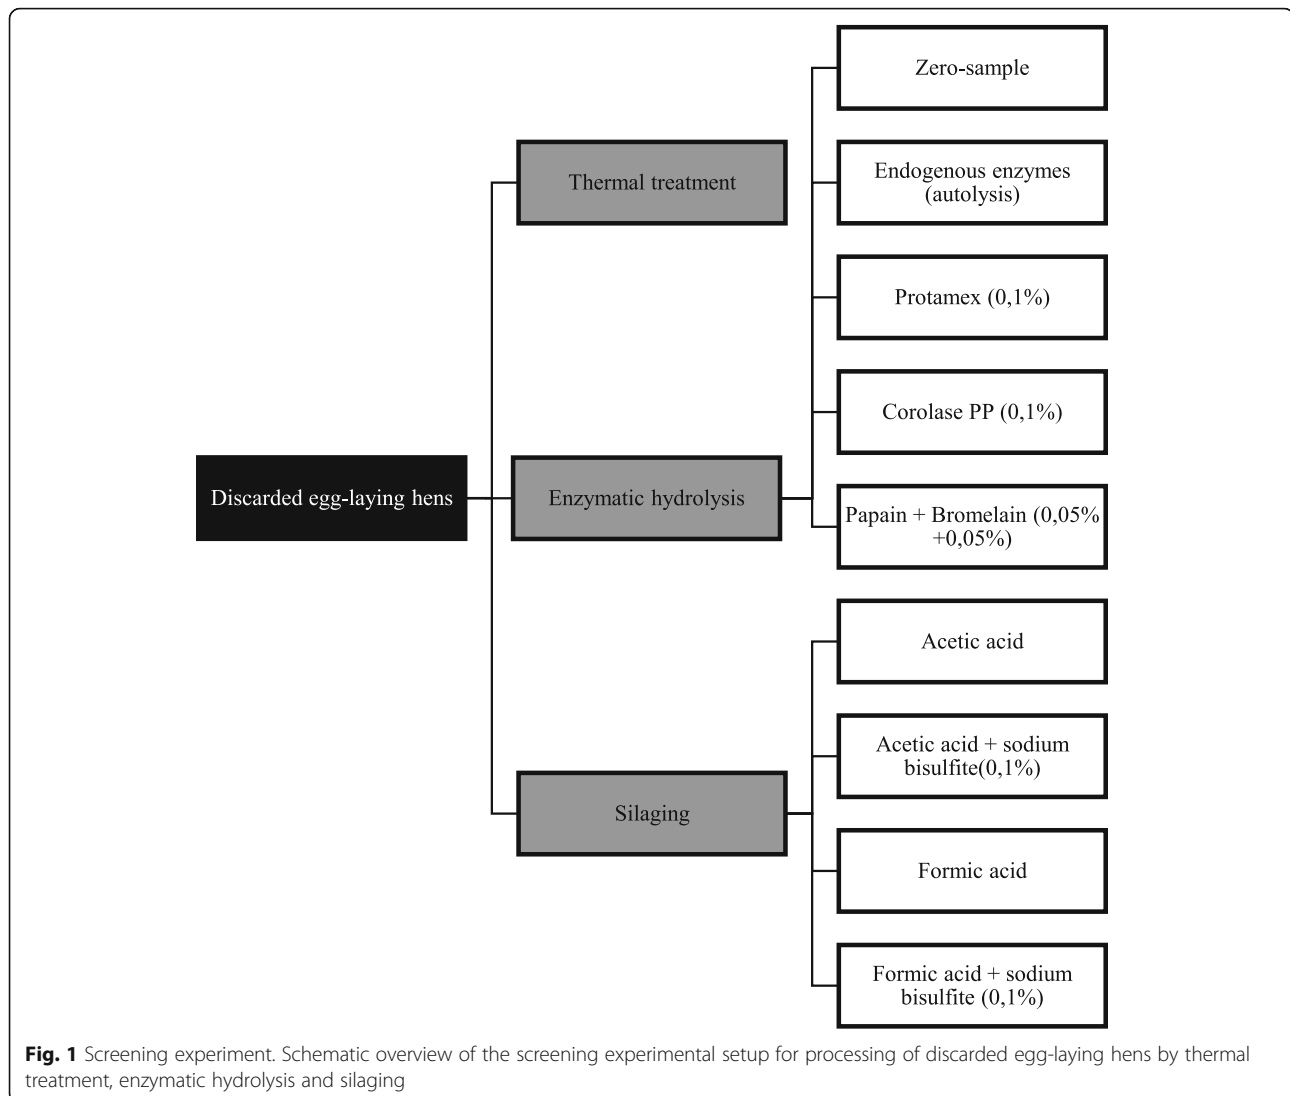 Zero-sample
Thermal treatment
Endogenous enzymes
(autolysis)
Protamex (0,1%)
Corolase PP (0,1%)
Discarded egg-laying hens
Enzymatic hydrolysis
Papain + Bromelain (0,05%
+0,05%)
Acetic acid
Acetic acid + sodium
bisulfite(0,1%)
Silaging
Formic acid
Formic acid + sodium
bisulfite (0,1%)
Fig. 1 Screening experiment. Schematic overview of the screening experimental setup for processing of discarded egg-laying hens by thermal
treatment, enzymatic hydrolysis and silaging